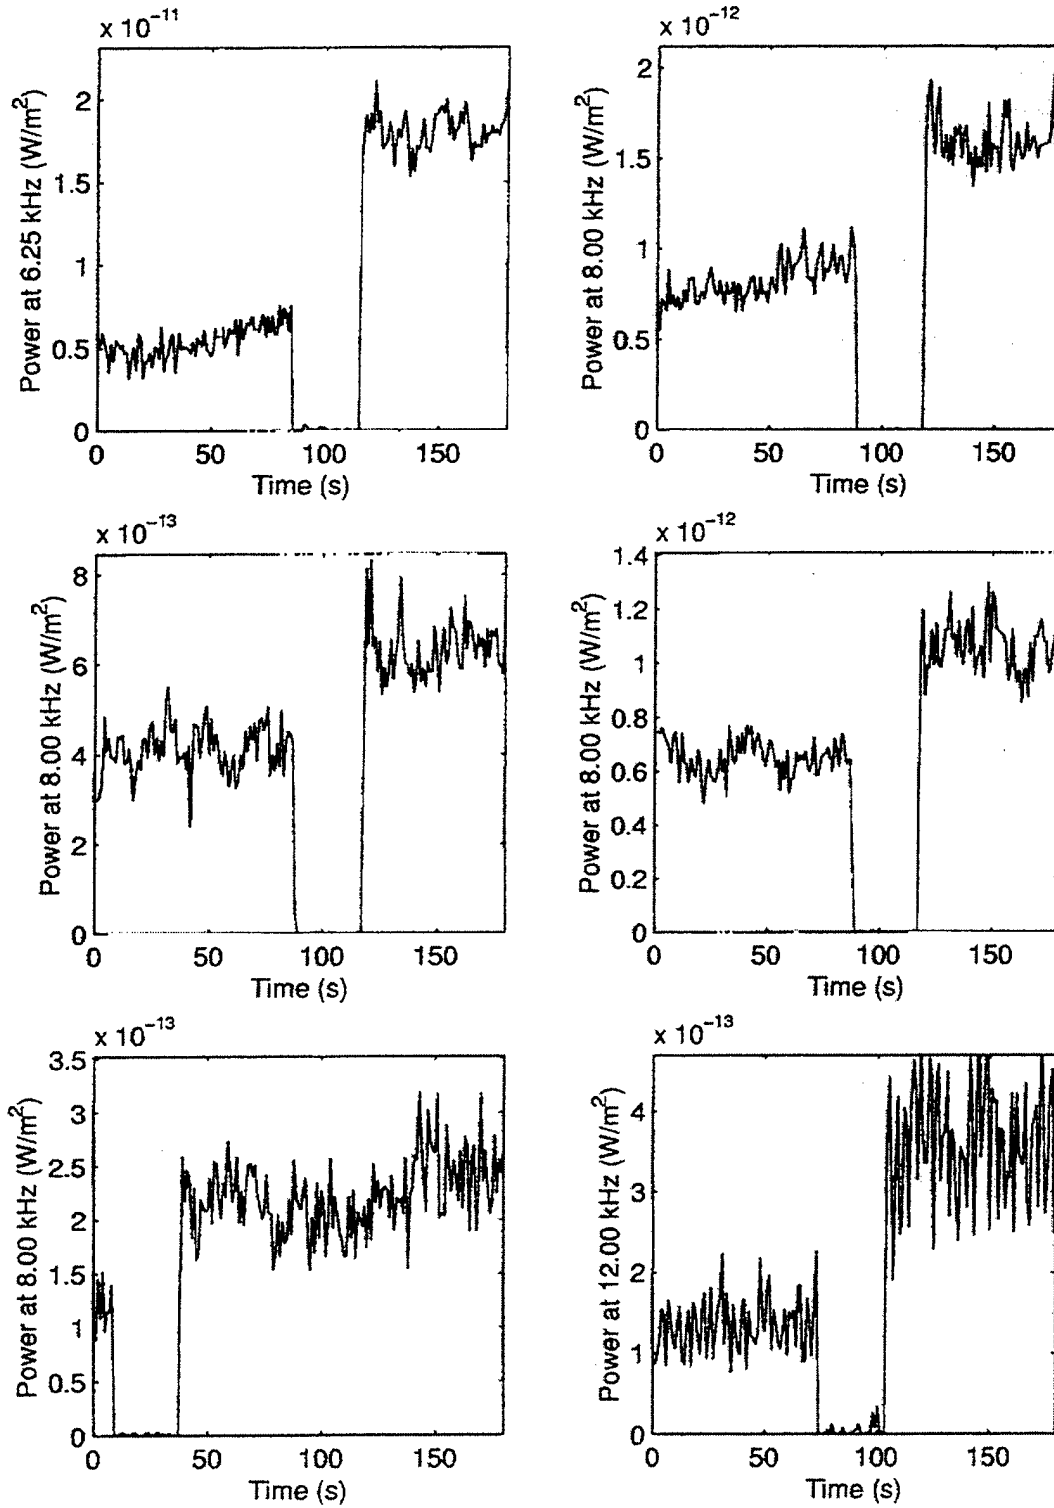 x 10⁻¹¹
Power at 6.25 kHz (W/m²)
2
1.5
1
0.5
0
0 50 100 150
Time (s)
x 10⁻¹²
Power at 8.00 kHz (W/m²)
2
1.5
1
0.5
0
0 50 100 150
Time (s)
x 10⁻¹³
Power at 8.00 kHz (W/m²)
8
6
4
2
0
0 50 100 150
Time (s)
x 10⁻¹²
Power at 8.00 kHz (W/m²)
1.4
1.2
1
0.8
0.6
0.4
0.2
0
0 50 100 150
Time (s)
x 10⁻¹³
Power at 8.00 kHz (W/m²)
3.5
3
2.5
2
1.5
1
0.5
0
0 50 100 150
Time (s)
x 10⁻¹³
Power at 12.00 kHz (W/m²)
4
3
2
1
0
0 50 100 150
Time (s)